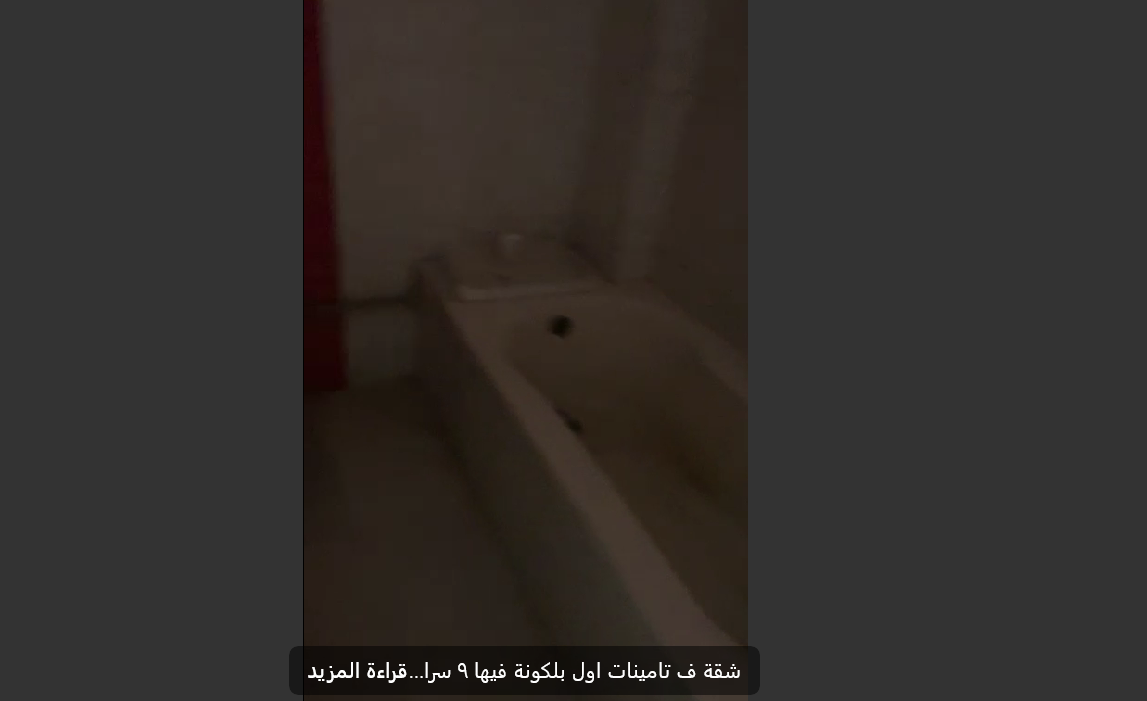 شقة ف تامينات اول بلكونة فيها ٩ سرا...قراءة المزيد